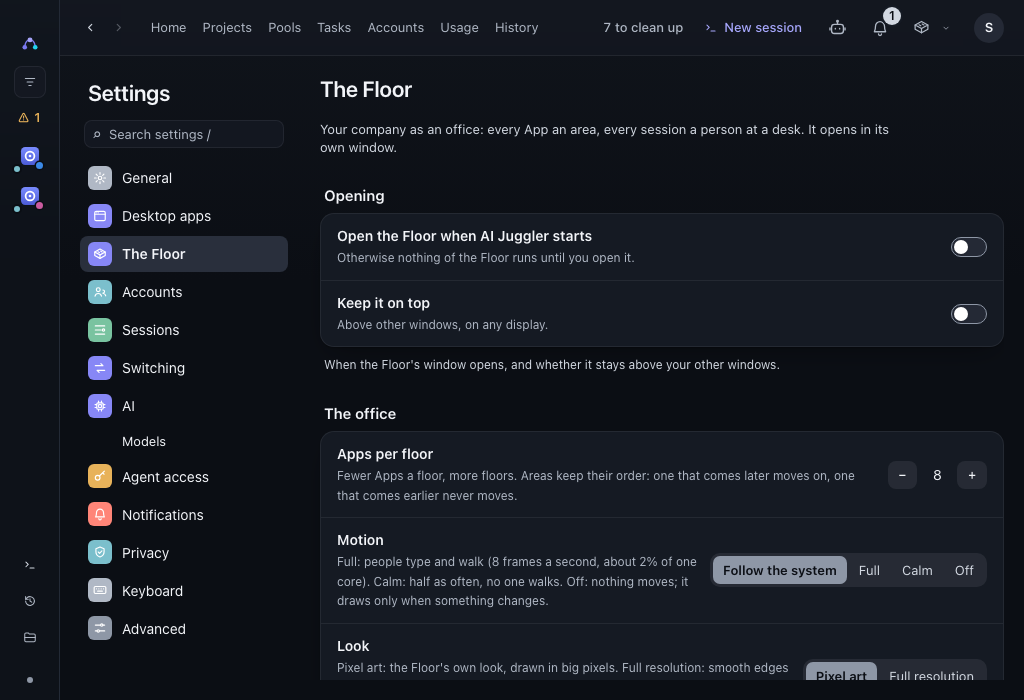 Home Projects Pools Tasks Accounts Usage History 7 to clean up New session 1 S
1
Settings
Search settings /
General
Desktop apps
The Floor
Accounts
Sessions
Switching
AI
Models
Agent access
Notifications
Privacy
Keyboard
Advanced
The Floor
Your company as an office: every App an area, every session a person at a desk. It opens in its
own window.
Opening
Open the Floor when AI Juggler starts
Otherwise nothing of the Floor runs until you open it.
Keep it on top
Above other windows, on any display.
When the Floor's window opens, and whether it stays above your other windows.
The office
Apps per floor
Fewer Apps a floor, more floors. Areas keep their order: one that comes later moves on, one
that comes earlier never moves.
− 8 +
Motion
Full: people type and walk (8 frames a second, about 2% of one
core). Calm: half as often, no one walks. Off: nothing moves; it
draws only when something changes.
Follow the system Full Calm Off
Look
Pixel art: the Floor's own look, drawn in big pixels. Full resolution: smooth edges
Pixel art Full resolution